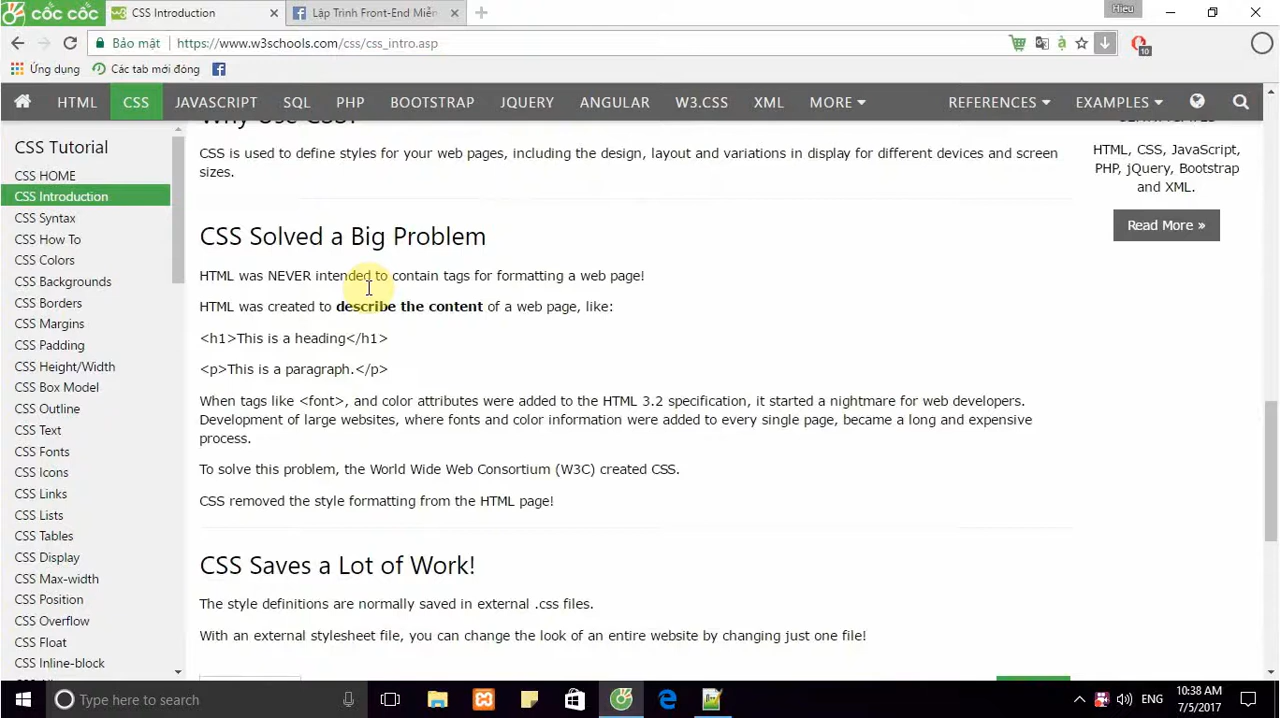 cốc cốc
CSS Introduction
Lập Trình Front-End Miễn
Hieu
Bảo mật
https://www.w3schools.com/css/css_intro.asp
10
Ứng dụng
Các tab mới đóng
HTML
CSS
JAVASCRIPT
SQL
PHP
BOOTSTRAP
JQUERY
ANGULAR
W3.CSS
XML
MORE
REFERENCES
EXAMPLES
CSS Tutorial
CSS HOME
CSS Introduction
CSS Syntax
CSS How To
CSS Colors
CSS Backgrounds
CSS Borders
CSS Margins
CSS Padding
CSS Height/Width
CSS Box Model
CSS Outline
CSS Text
CSS Fonts
CSS Icons
CSS Links
CSS Lists
CSS Tables
CSS Display
CSS Max-width
CSS Position
CSS Overflow
CSS Float
CSS Inline-block
Why Use CSS?
CSS is used to define styles for your web pages, including the design, layout and variations in display for different devices and screen
sizes.
CSS Solved a Big Problem
HTML was NEVER intended to contain tags for formatting a web page!
HTML was created to describe the content of a web page, like:
<h1>This is a heading</h1>
<p>This is a paragraph.</p>
When tags like <font>, and color attributes were added to the HTML 3.2 specification, it started a nightmare for web developers.
Development of large websites, where fonts and color information were added to every single page, became a long and expensive
process.
To solve this problem, the World Wide Web Consortium (W3C) created CSS.
CSS removed the style formatting from the HTML page!
CSS Saves a Lot of Work!
The style definitions are normally saved in external .css files.
With an external stylesheet file, you can change the look of an entire website by changing just one file!
HTML, CSS, JavaScript,
PHP, jQuery, Bootstrap
and XML.
Read More »
Type here to search
ENG
10:38 AM
7/5/2017